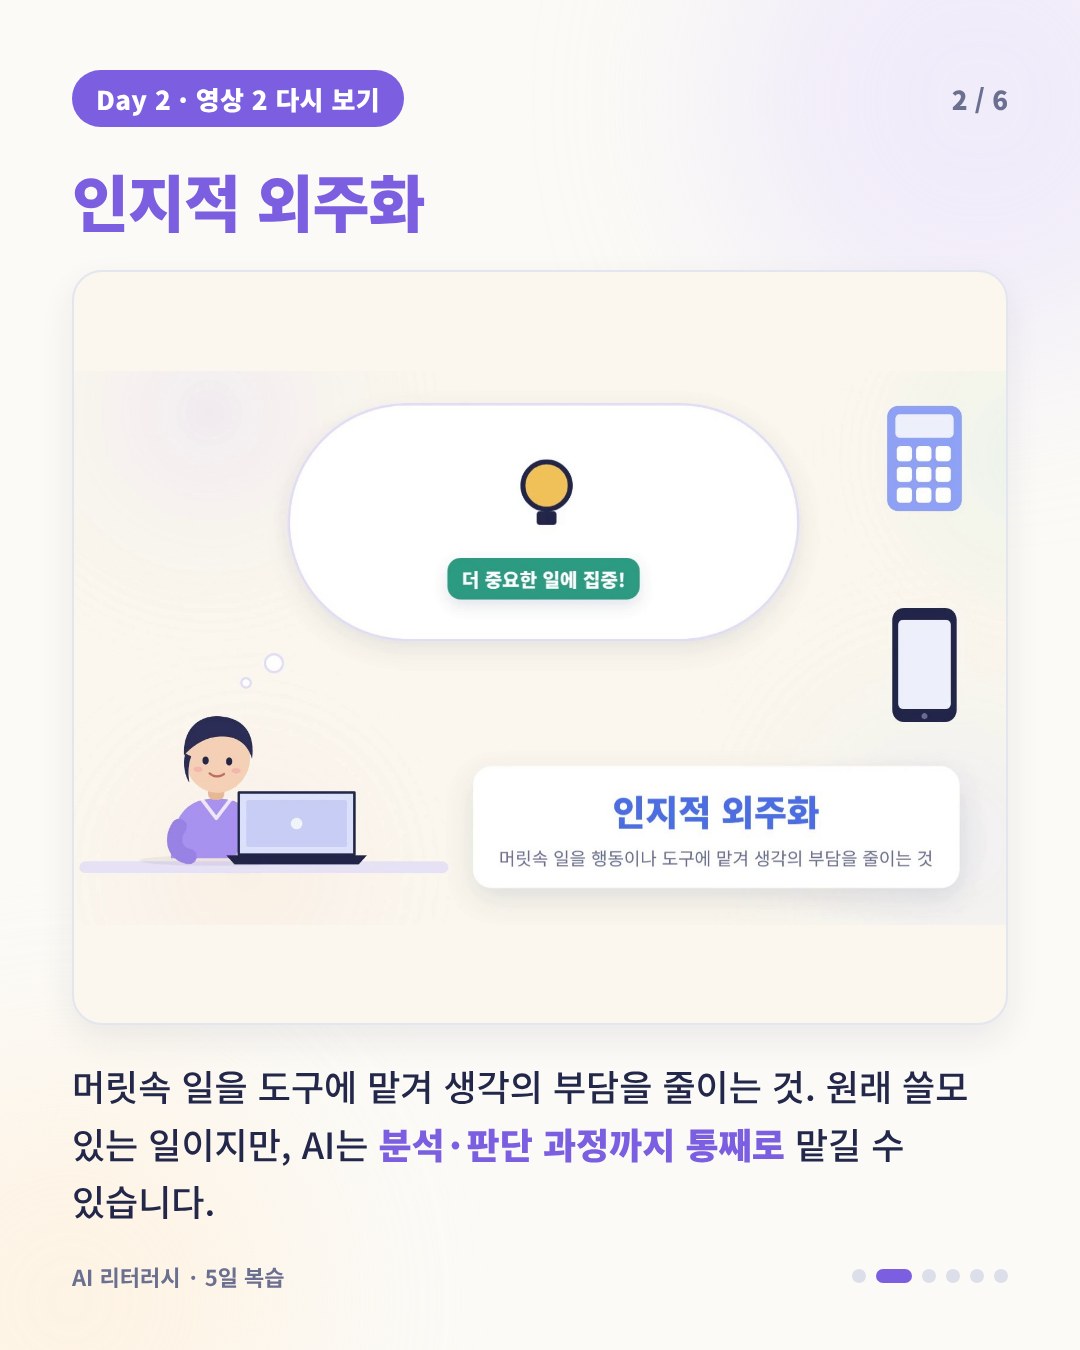 Day 2 · 영상 2 다시 보기
2 / 6
인지적 외주화
더 중요한 일에 집중!
인지적 외주화
머릿속 일을 행동이나 도구에 맡겨 생각의 부담을 줄이는 것
머릿속 일을 도구에 맡겨 생각의 부담을 줄이는 것. 원래 쓸모
있는 일이지만, AI는 분석·판단 과정까지 통째로 맡길 수
있습니다.
AI 리터러시 · 5일 복습